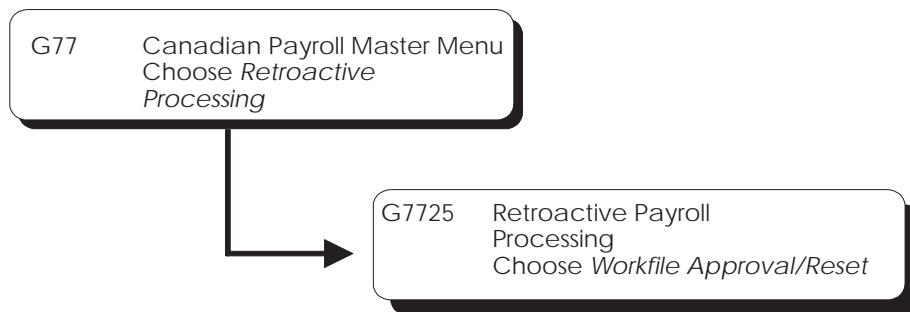 G77 Canadian Payroll Master Menu
Choose Retroactive
Processing
G7725 Retroactive Payroll
Processing
Choose Workfile Approval/Reset